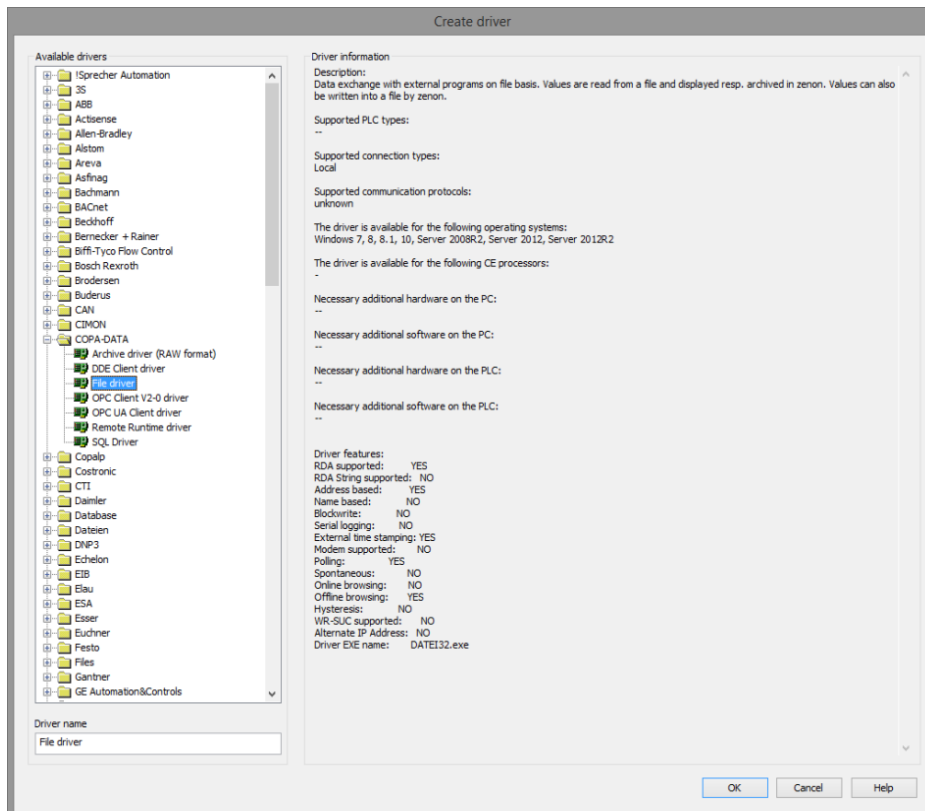 Create driver
Available drivers
!Sprecher Automation
3S
ABB
Actisense
Allen-Bradley
Alstom
Areva
Asfinag
Bachmann
BACnet
Beckhoff
Bernecker + Rainer
Biffi-Tyco Flow Control
Bosch Rexroth
Brodersen
Buderus
CAN
CIMON
COPA-DATA
Archive driver (RAW format)
DDE Client driver
File driver
OPC Client V2-0 driver
OPC UA Client driver
Remote Runtime driver
SQL Driver
Copalp
Costronic
CTI
Daimler
Database
Dateien
DNP3
Echelon
EIB
Elau
ESA
Esser
Euchner
Festo
Files
Gantner
GE Automation&Controls
Driver name
File driver
Driver information
Description:
Data exchange with external programs on file basis. Values are read from a file and displayed resp. archived in zenon. Values can also
be written into a file by zenon.
Supported PLC types:
--
Supported connection types:
Local
Supported communication protocols:
unknown
The driver is available for the following operating systems:
Windows 7, 8, 8.1, 10, Server 2008R2, Server 2012, Server 2012R2
The driver is available for the following CE processors:
-
Necessary additional hardware on the PC:
--
Necessary additional software on the PC:
--
Necessary additional hardware on the PLC:
--
Necessary additional software on the PLC:
--
Driver features:
RDA supported: YES
RDA String supported: NO
Address based: YES
Name based: NO
Blockwrite: NO
Serial logging: NO
External time stamping: YES
Modem supported: NO
Polling: YES
Spontaneous: NO
Online browsing: NO
Offline browsing: YES
Hysteresis: NO
WR-SUC supported: NO
Alternate IP Address: NO
Driver EXE name: DATEI32.exe
OK Cancel Help